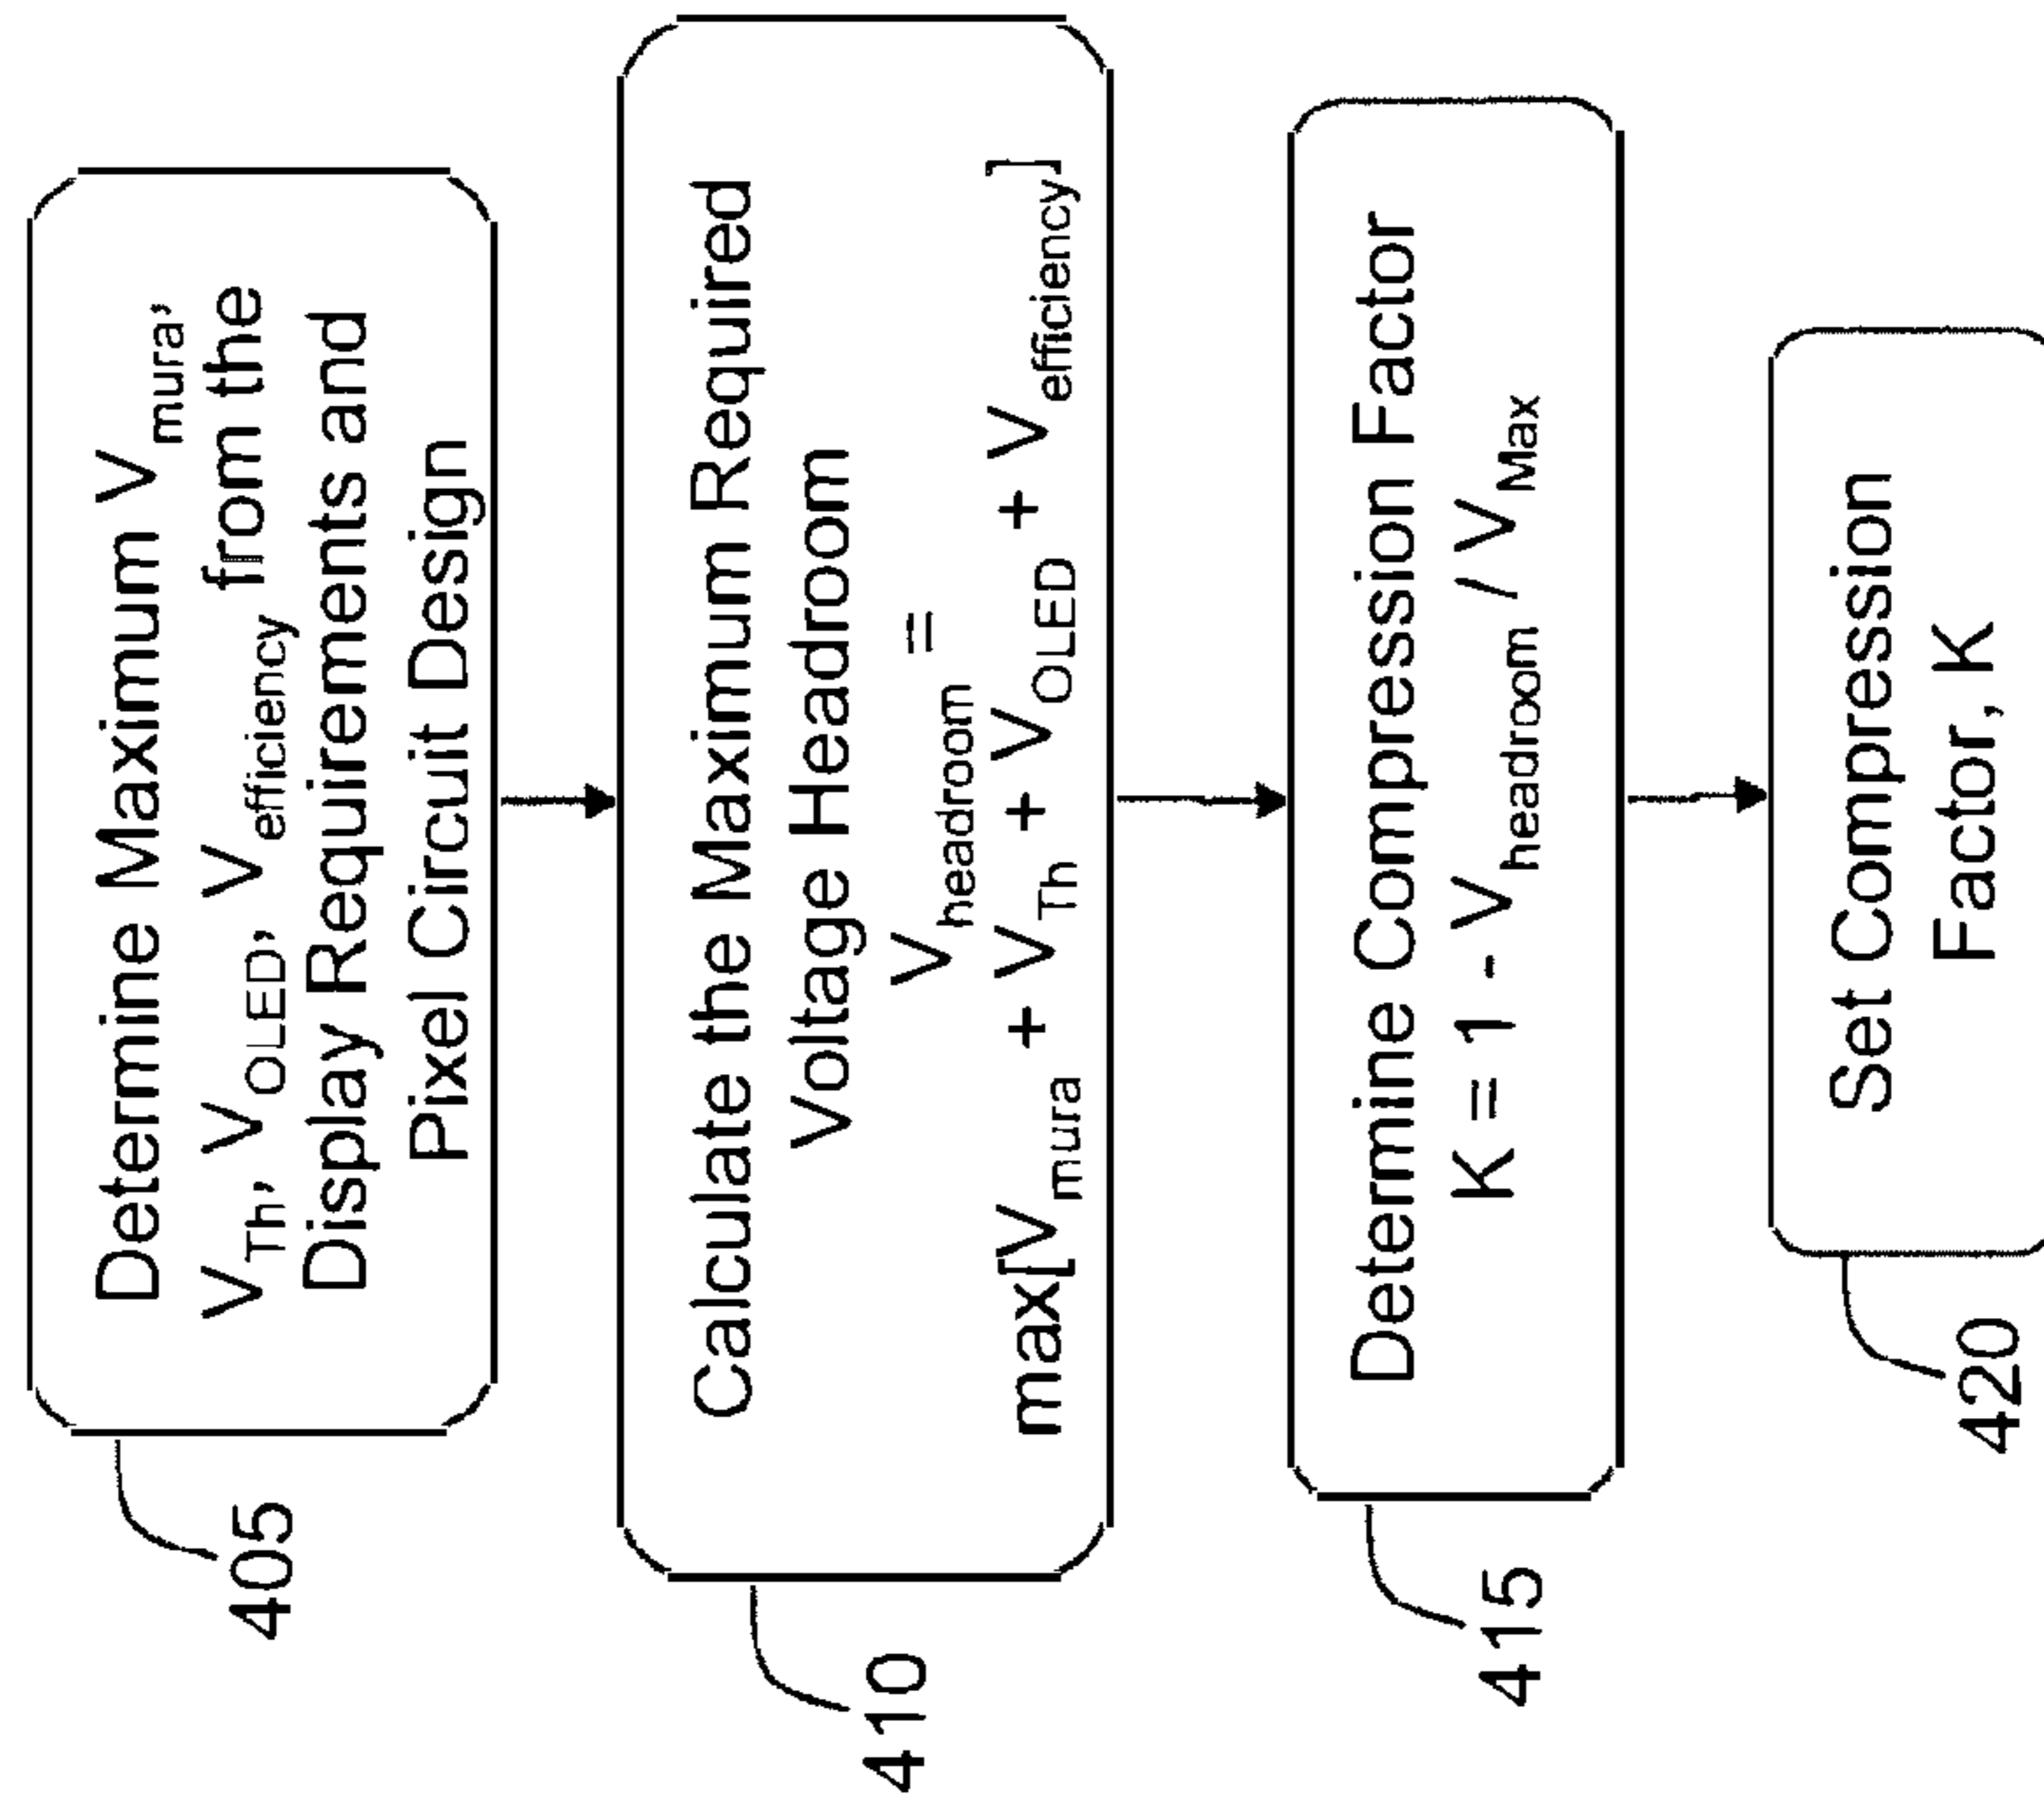 Determine Maximum V_mura,
V_Th, V_OLED, V_efficiency from the
Display Requirements and
Pixel Circuit Design
405
Calculate the Maximum Required
Voltage Headroom
V_headroom =
max[V_mura + V_Th + V_OLED + V_efficiency]
410
Determine Compression Factor
K = 1 - V_headroom / V_Max
415
Set Compression
Factor, K
420